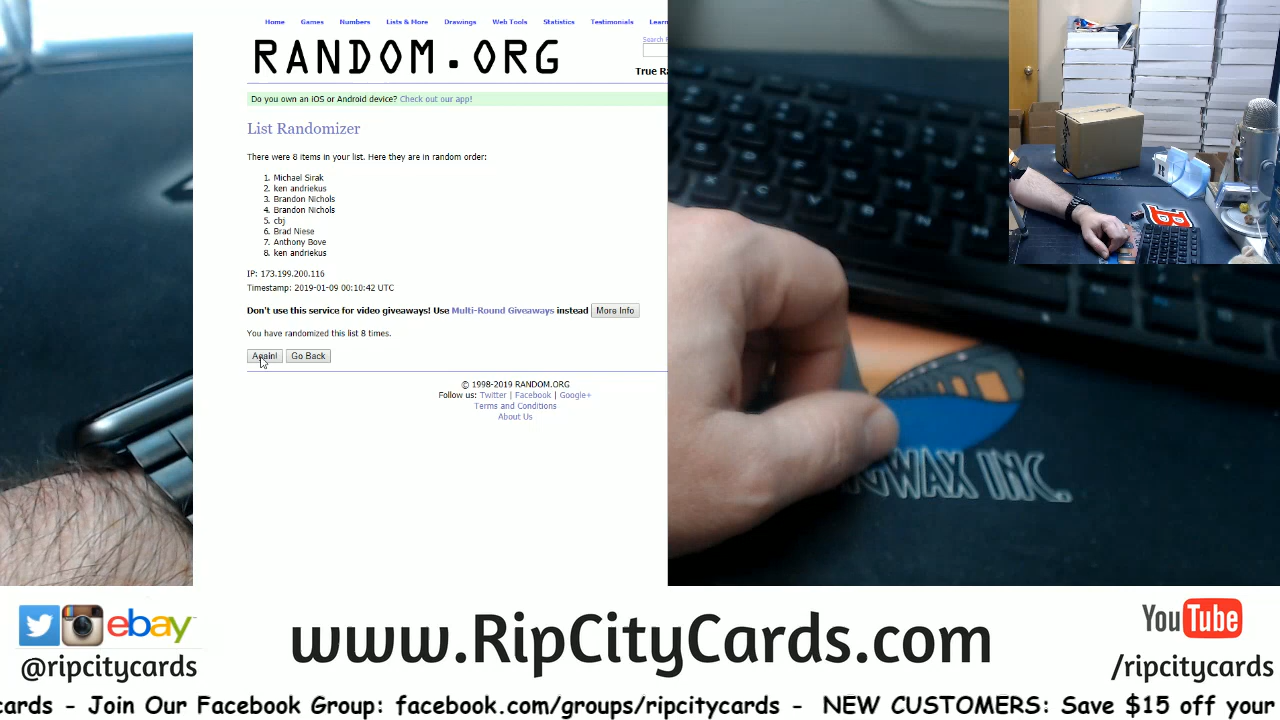 Home Games Numbers Lists & More Drawings Web Tools Statistics Testimonials Learn
RANDOM.ORG
Search
True
Do you own an iOS or Android device? Check out our app!
List Randomizer
There were 8 items in your list. Here they are in random order:
1. Michael Sirak
2. ken andriekus
3. Brandon Nichols
4. Brandon Nichols
5. cbj
6. Brad Niese
7. Anthony Bove
8. ken andriekus
IP: 173.199.200.116
Timestamp: 2019-01-09 00:10:42 UTC
Don't use this service for video giveaways! Use Multi-Round Giveaways instead More Info
You have randomized this list 8 times.
Again! Go Back
© 1998-2019 RANDOM.ORG
Follow us: Twitter | Facebook | Google+
Terms and Conditions
About Us
WAX INC.
ebay
@ripcitycards
www.RipCityCards.com
YouTube
/ripcitycards
cards - Join Our Facebook Group: facebook.com/groups/ripcitycards - NEW CUSTOMERS: Save $15 off your